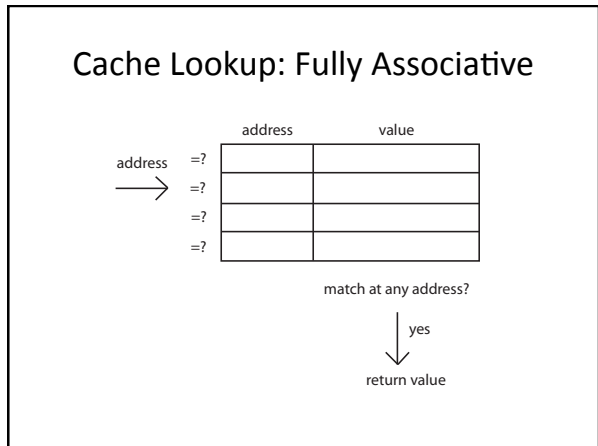 Cache Lookup: Fully Associative
address value
address
=?
=?
=?
=?
match at any address?
yes
return value